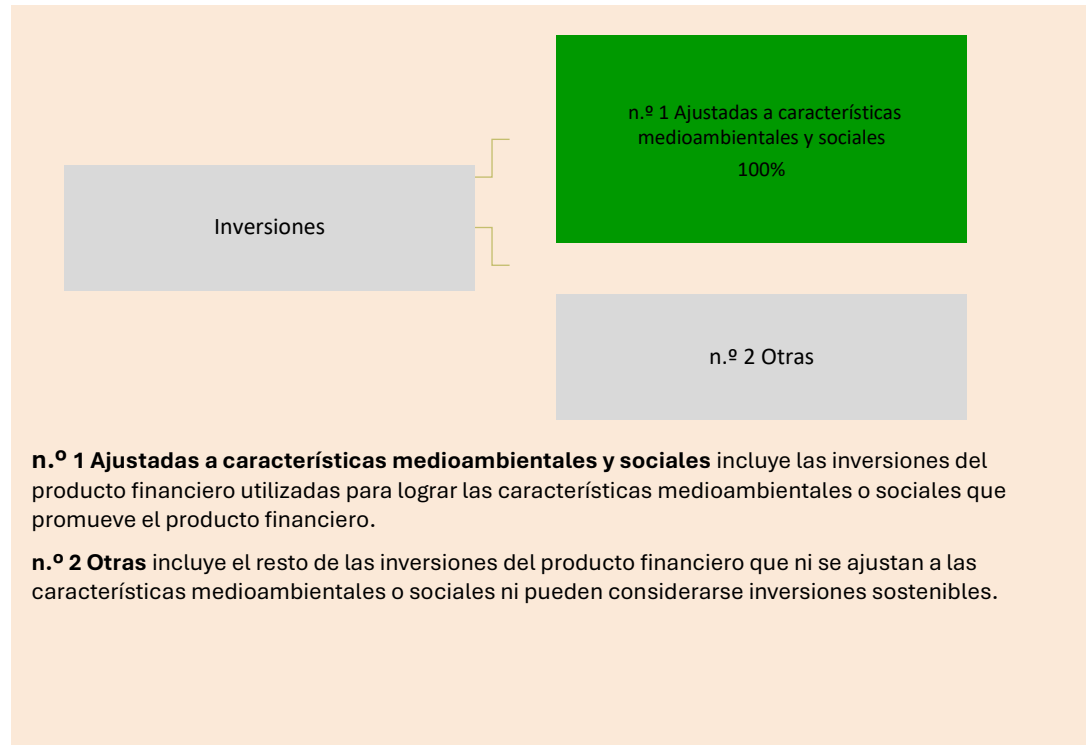 n.º 1 Ajustadas a características
medioambientales y sociales
100%
Inversiones
n.º 2 Otras
n.º 1 Ajustadas a características medioambientales y sociales incluye las inversiones del
producto financiero utilizadas para lograr las características medioambientales o sociales que
promueve el producto financiero.
n.º 2 Otras incluye el resto de las inversiones del producto financiero que ni se ajustan a las
características medioambientales o sociales ni pueden considerarse inversiones sostenibles.